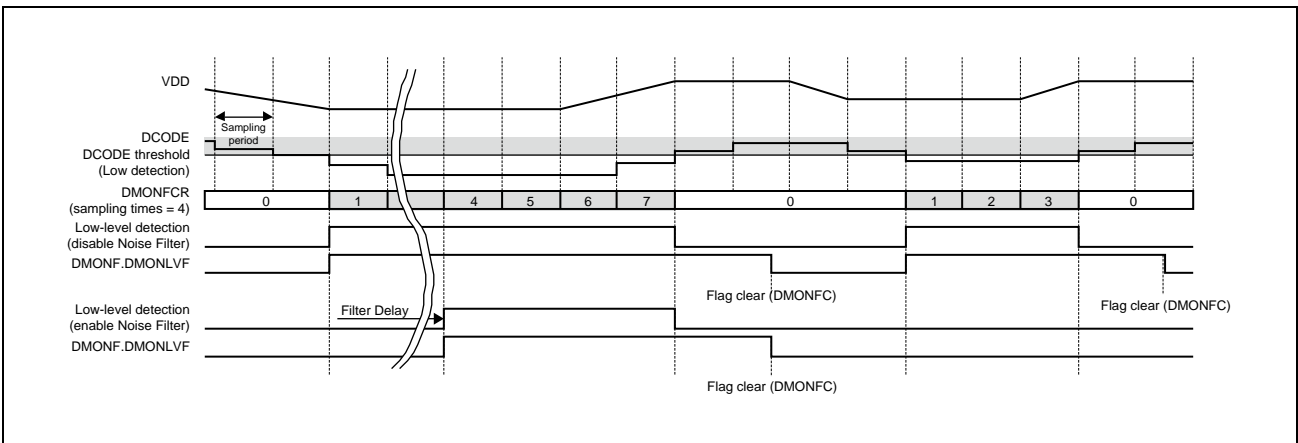 VDD
Sampling
period
DCODE
DCODE threshold
(Low detection)
DMONFCR
(sampling times = 4)
0 1 4 5 6 7 0 1 2 3 0
Low-level detection
(disable Noise Filter)
DMONF.DMONLVF
Flag clear (DMONFC)
Flag clear (DMONFC)
Low-level detection
(enable Noise Filter)
Filter Delay
DMONF.DMONLVF
Flag clear (DMONFC)